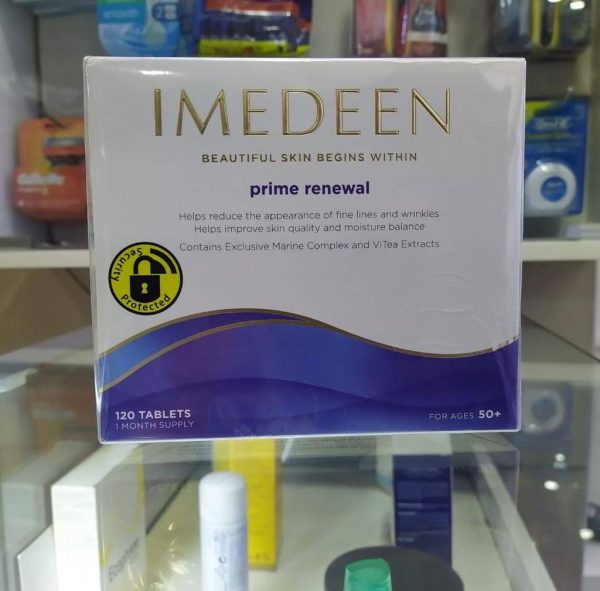 IMEDEEN
BEAUTIFUL SKIN BEGINS WITHIN
prime renewal
Helps reduce the appearance of fine lines and wrinkles
Helps improve skin quality and moisture balance
Contains Exclusive Marine Complex and ViTea Extracts
Security
Protected
120 TABLETS
1 MONTH SUPPLY
FOR AGES 50+
Gillette
smooth